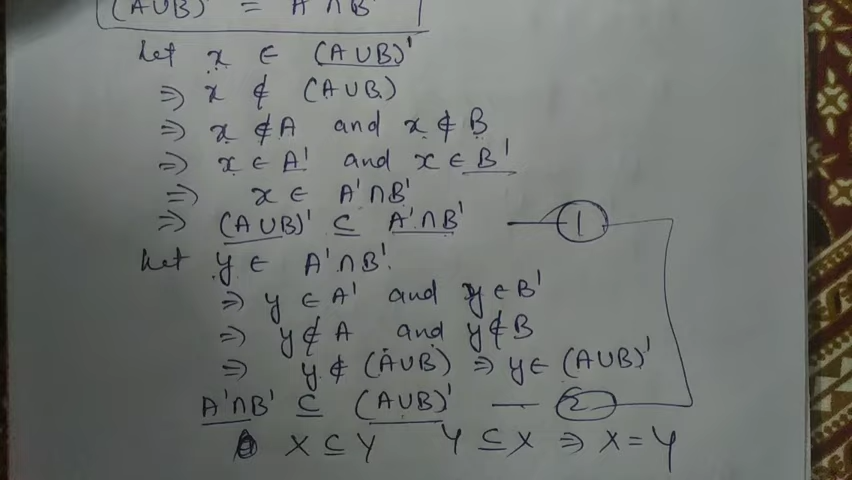 (A∪B)' = A'∩B'
Let x ∈ (A∪B)'
⇒ x ∉ (A∪B)
⇒ x ∉ A and x ∉ B
⇒ x ∈ A' and x ∈ B'
⇒ x ∈ A'∩B'
⇒ (A∪B)' ⊆ A'∩B' — 1
Let y ∈ A'∩B'.
⇒ y ∈ A' and y ∈ B'
⇒ y ∉ A and y ∉ B
⇒ y ∉ (A∪B) ⇒ y ∈ (A∪B)'
A'∩B' ⊆ (A∪B)' — 2
X ⊆ Y Y ⊆ X ⇒ X = Y